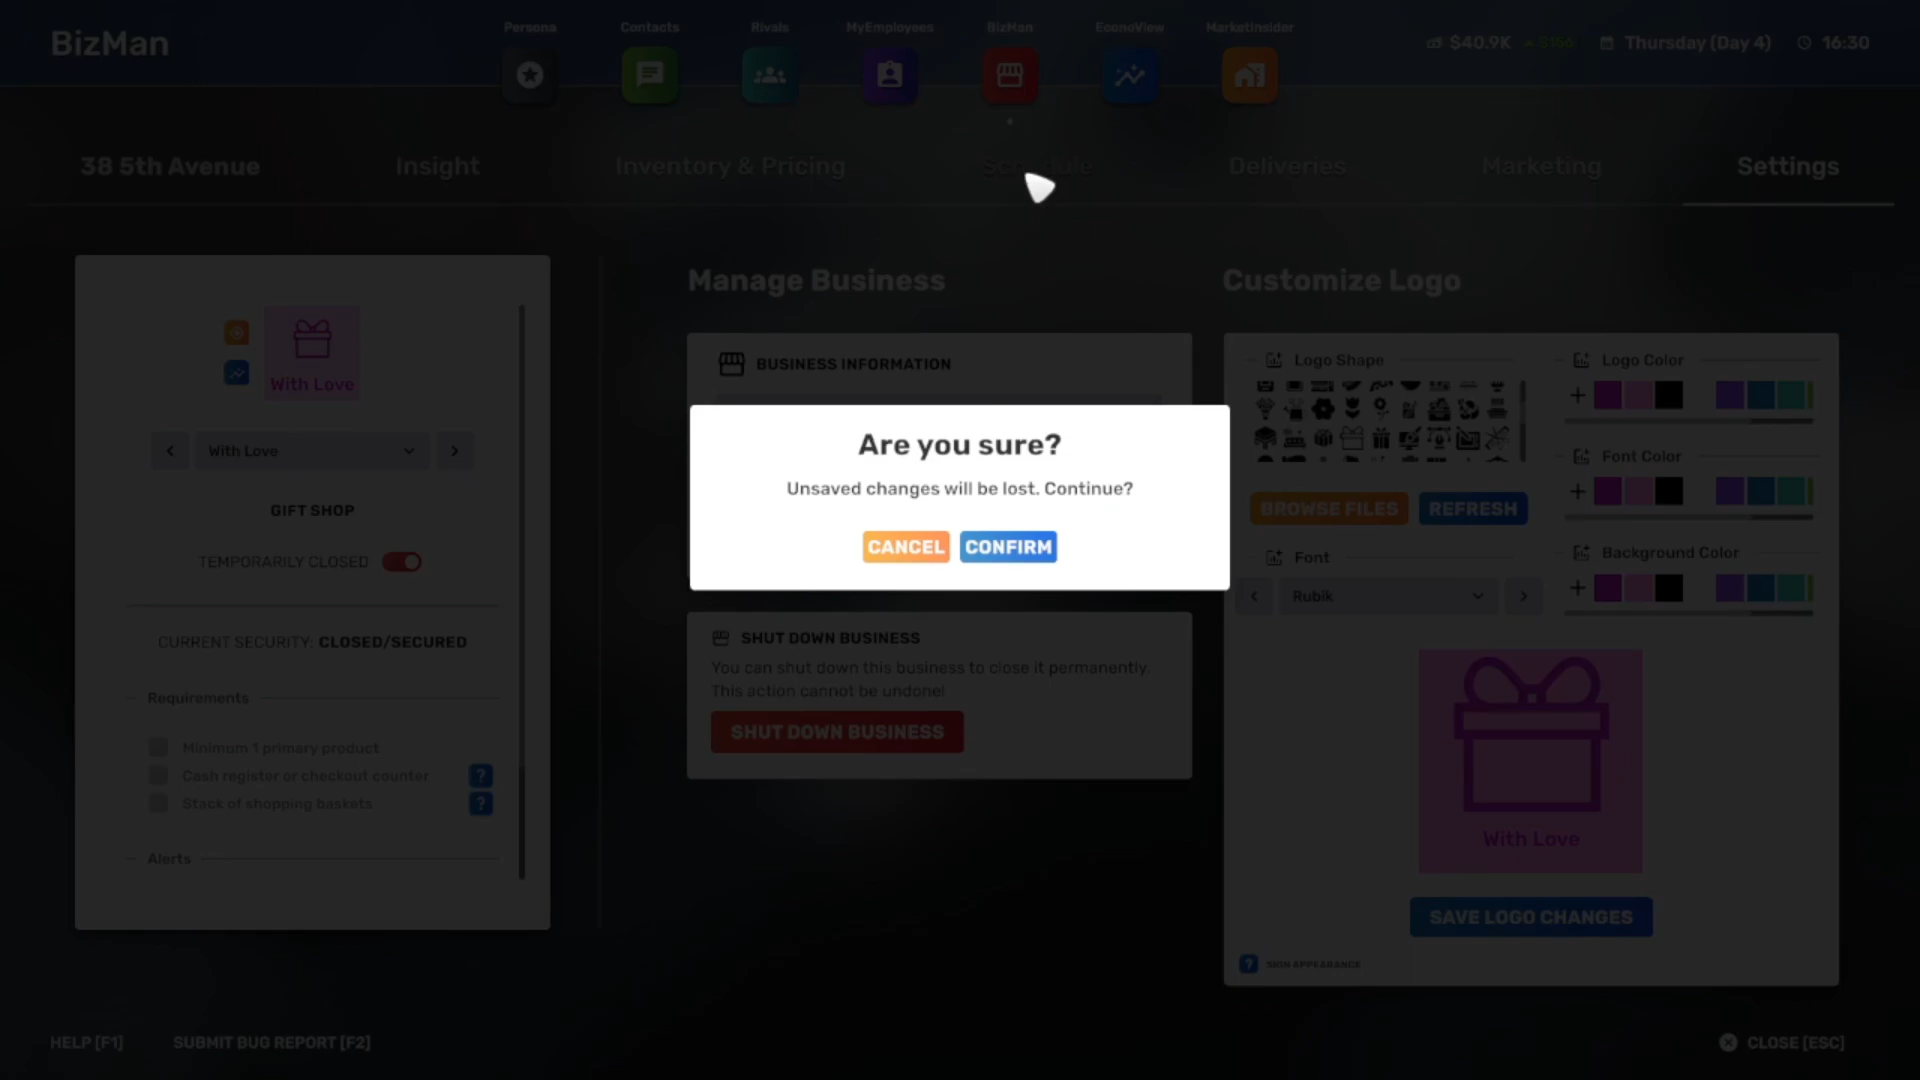 BizMan
Persona
Contacts
Rivals
MyEmployees
BizMan
EconoView
MarketInsider
$40.9K
Thursday (Day 4)
16:30
38 5th Avenue
Insight
Inventory & Pricing
Deliveries
Marketing
Settings
With Love
With Love
GIFT SHOP
TEMPORARILY CLOSED
CURRENT SECURITY: CLOSED/SECURED
Requirements
Minimum 1 primary product
Cash register or checkout counter
?
Stack of shopping baskets
?
Alerts
Manage Business
BUSINESS INFORMATION
Are you sure?
Unsaved changes will be lost. Continue?
CANCEL
CONFIRM
SHUT DOWN BUSINESS
You can shut down this business to close it permanently.
This action cannot be undone!
SHUT DOWN BUSINESS
Customize Logo
Logo Shape
BROWSE FILES
REFRESH
Font
Rubik
Logo Color
+
Font Color
+
Background Color
+
With Love
SAVE LOGO CHANGES
? SIGN APPEARANCE
HELP [F1]
SUBMIT BUG REPORT [F2]
CLOSE [ESC]